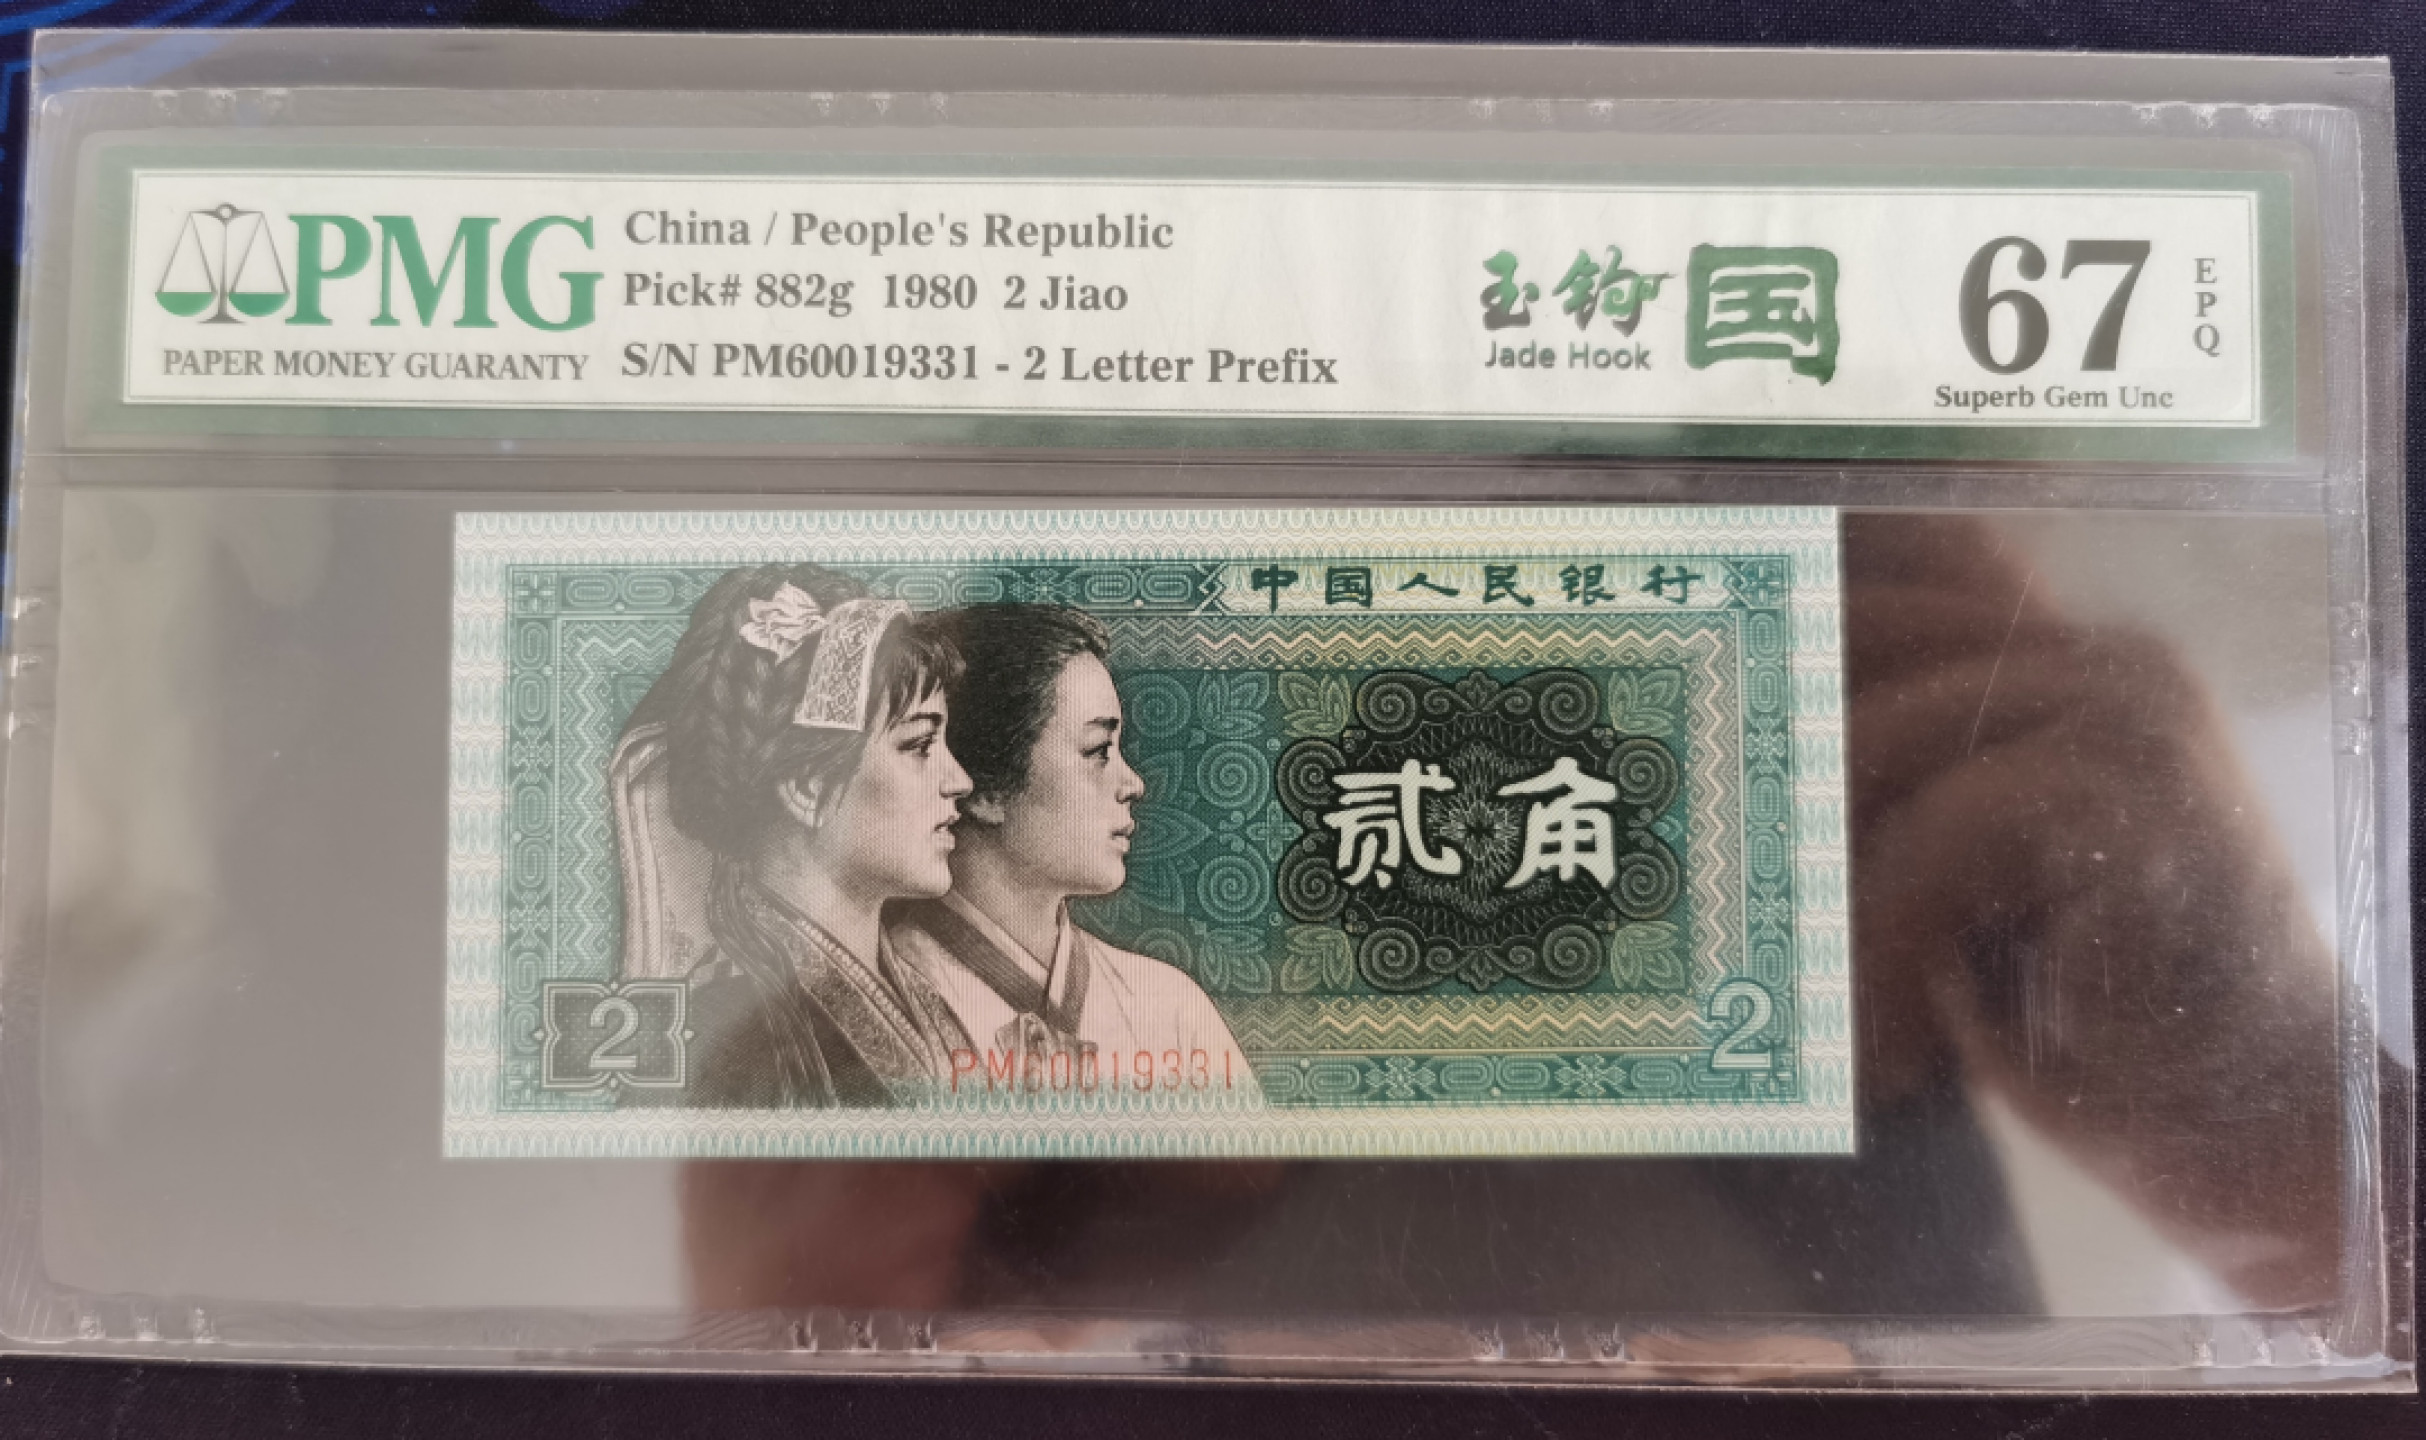 PMG
PAPER MONEY GUARANTY
China / People's Republic
Pick# 882g 1980 2 Jiao
S/N PM60019331 - 2 Letter Prefix
玉钩
Jade Hook
国
67
EPQ
Superb Gem Unc
中国人民银行
贰角
2
2
PM60019331